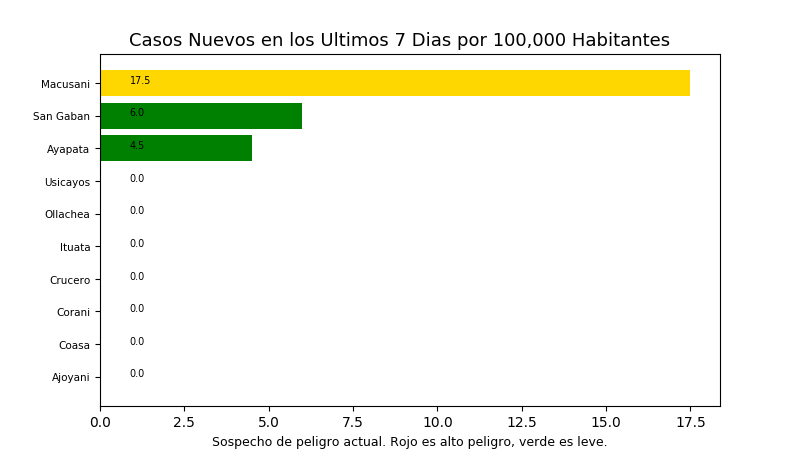 Casos Nuevos en los Ultimos 7 Dias por 100,000 Habitantes
Macusani 17.5
San Gaban 6.0
Ayapata 4.5
Usicayos 0.0
Ollachea 0.0
Ituata 0.0
Crucero 0.0
Corani 0.0
Coasa 0.0
Ajoyani 0.0
0.0 2.5 5.0 7.5 10.0 12.5 15.0 17.5
Sospecho de peligro actual. Rojo es alto peligro, verde es leve.